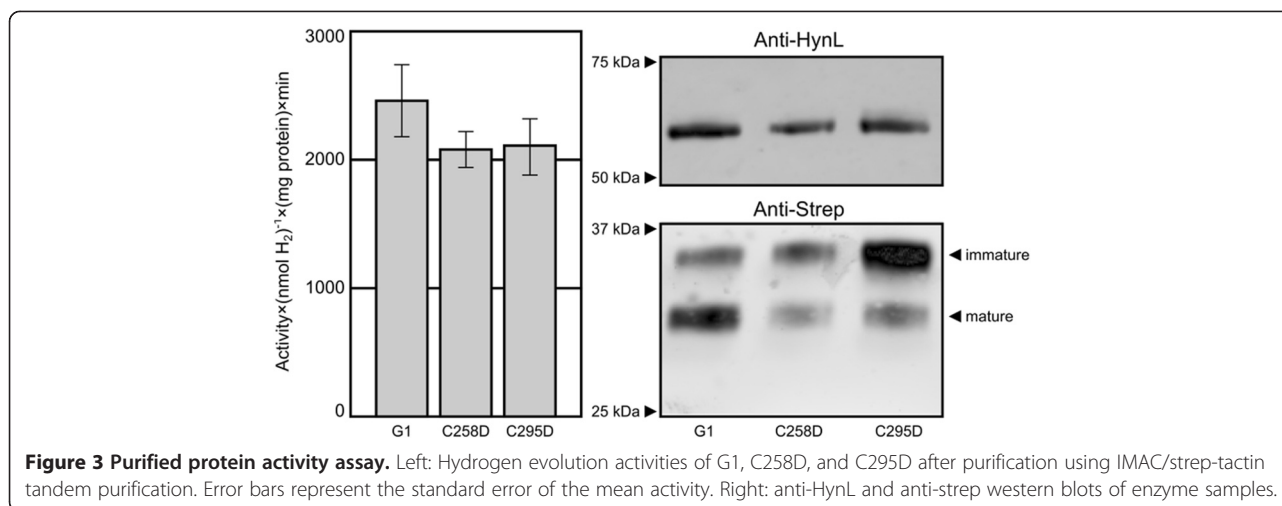 Activity×(nmol H₂)⁻¹×(mg protein)×min
3000
2000
1000
0
G1 C258D C295D
Anti-HynL
75 kDa ►
50 kDa ►
Anti-Strep
37 kDa ►
◄ immature
◄ mature
25 kDa ►
G1 C258D C295D
Figure 3 Purified protein activity assay. Left: Hydrogen evolution activities of G1, C258D, and C295D after purification using IMAC/strep-tactin
tandem purification. Error bars represent the standard error of the mean activity. Right: anti-HynL and anti-strep western blots of enzyme samples.